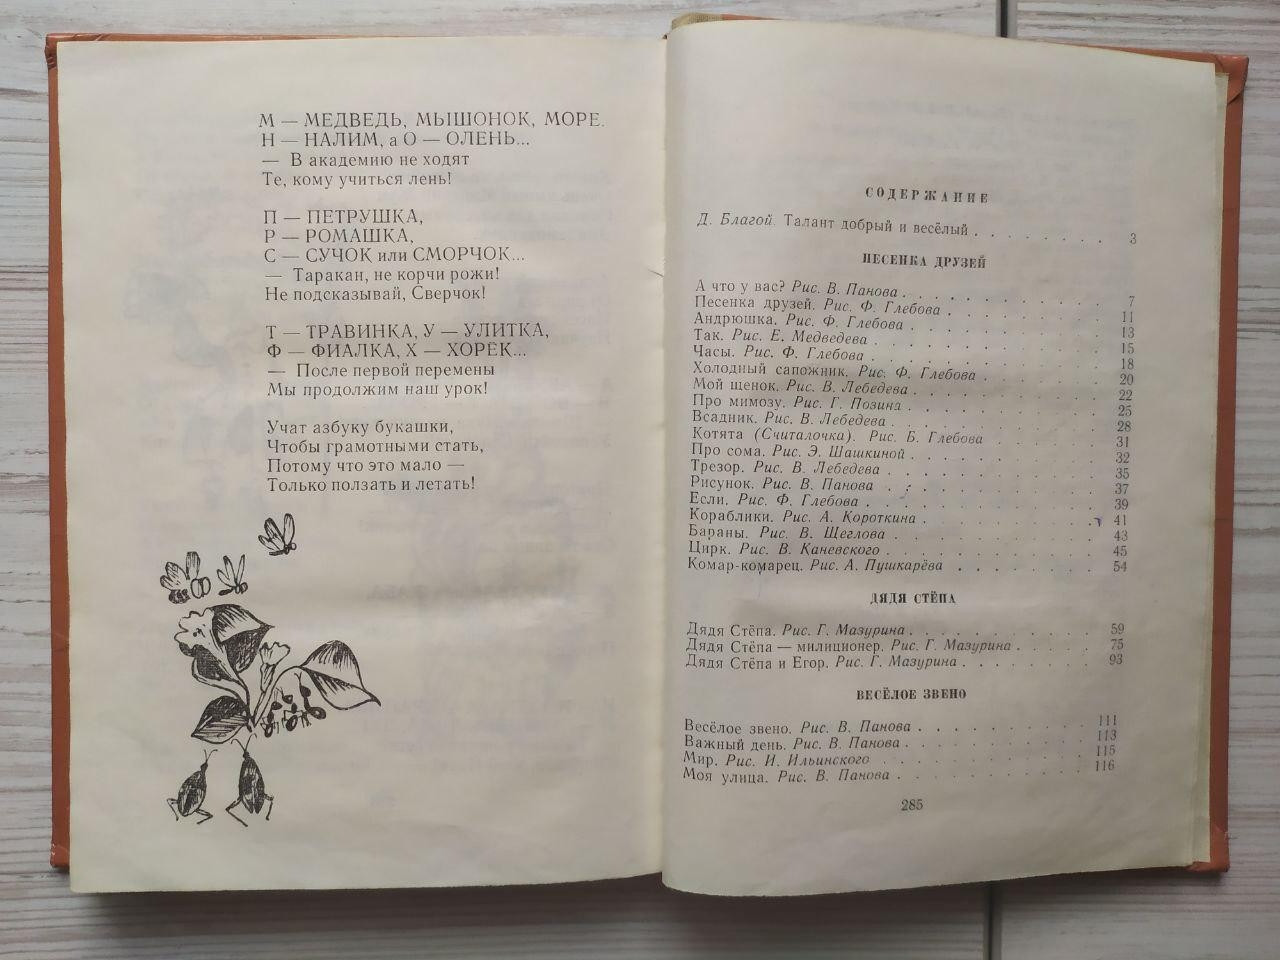 М — МЕДВЕДЬ, МЫШОНОК, МОРЕ.
Н — НАЛИМ, а О — ОЛЕНЬ...
— В академию не ходят
Те, кому учиться лень!
П — ПЕТРУШКА,
Р — РОМАШКА,
С — СУЧОК или СМОРЧОК...
— Таракан, не корчи рожи!
Не подсказывай, Сверчок!
Т — ТРАВИНКА, У — УЛИТКА,
Ф — ФИАЛКА, Х — ХОРЁК...
— После первой перемены
Мы продолжим наш урок!
Учат азбуку букашки,
Чтобы грамотными стать,
Потому что это мало —
Только ползать и летать!
СОДЕРЖАНИЕ
Д. Благой. Талант добрый и весёлый . . . . . . . . 3
ПЕСЕНКА ДРУЗЕЙ
А что у вас? Рис. В. Панова . . . . . . . . . . 7
Песенка друзей. Рис. Ф. Глебова . . . . . . . . 11
Андрюшка. Рис. Ф. Глебова . . . . . . . . . . 13
Так. Рис. Е. Медведева . . . . . . . . . . . 15
Часы. Рис. Ф. Глебова . . . . . . . . . . . 18
Холодный сапожник. Рис. Ф. Глебова . . . . . . . 20
Мой щенок. Рис. В. Лебедева . . . . . . . . . 22
Про мимозу. Рис. Г. Позина . . . . . . . . . . 25
Всадник. Рис. В. Лебедева . . . . . . . . . . 28
Котята (Считалочка). Рис. Б. Глебова . . . . . . . 31
Про сома. Рис. Э. Шашкиной . . . . . . . . . . 32
Трезор. Рис. В. Лебедева . . . . . . . . . . 35
Рисунок. Рис. В. Панова . . . . . . . . . . . 37
Если. Рис. Ф. Глебова . . . . . . . . . . . 39
Кораблики. Рис. А. Короткина . . . . . . . . . 41
Бараны. Рис. В. Щеглова . . . . . . . . . . . 43
Цирк. Рис. В. Каневского . . . . . . . . . . 45
Комар-комарец. Рис. А. Пушкарёва . . . . . . . . 54
ДЯДЯ СТЁПА
Дядя Стёпа. Рис. Г. Мазурина . . . . . . . . . 59
Дядя Стёпа — милиционер. Рис. Г. Мазурина . . . . . 75
Дядя Стёпа и Егор. Рис. Г. Мазурина . . . . . . . 93
ВЕСЁЛОЕ ЗВЕНО
Весёлое звено. Рис. В. Панова . . . . . . . . . 111
Важный день. Рис. В. Панова . . . . . . . . . 113
Мир. Рис. И. Ильинского . . . . . . . . . . . 115
Моя улица. Рис. В. Панова . . . . . . . . . . 116
285